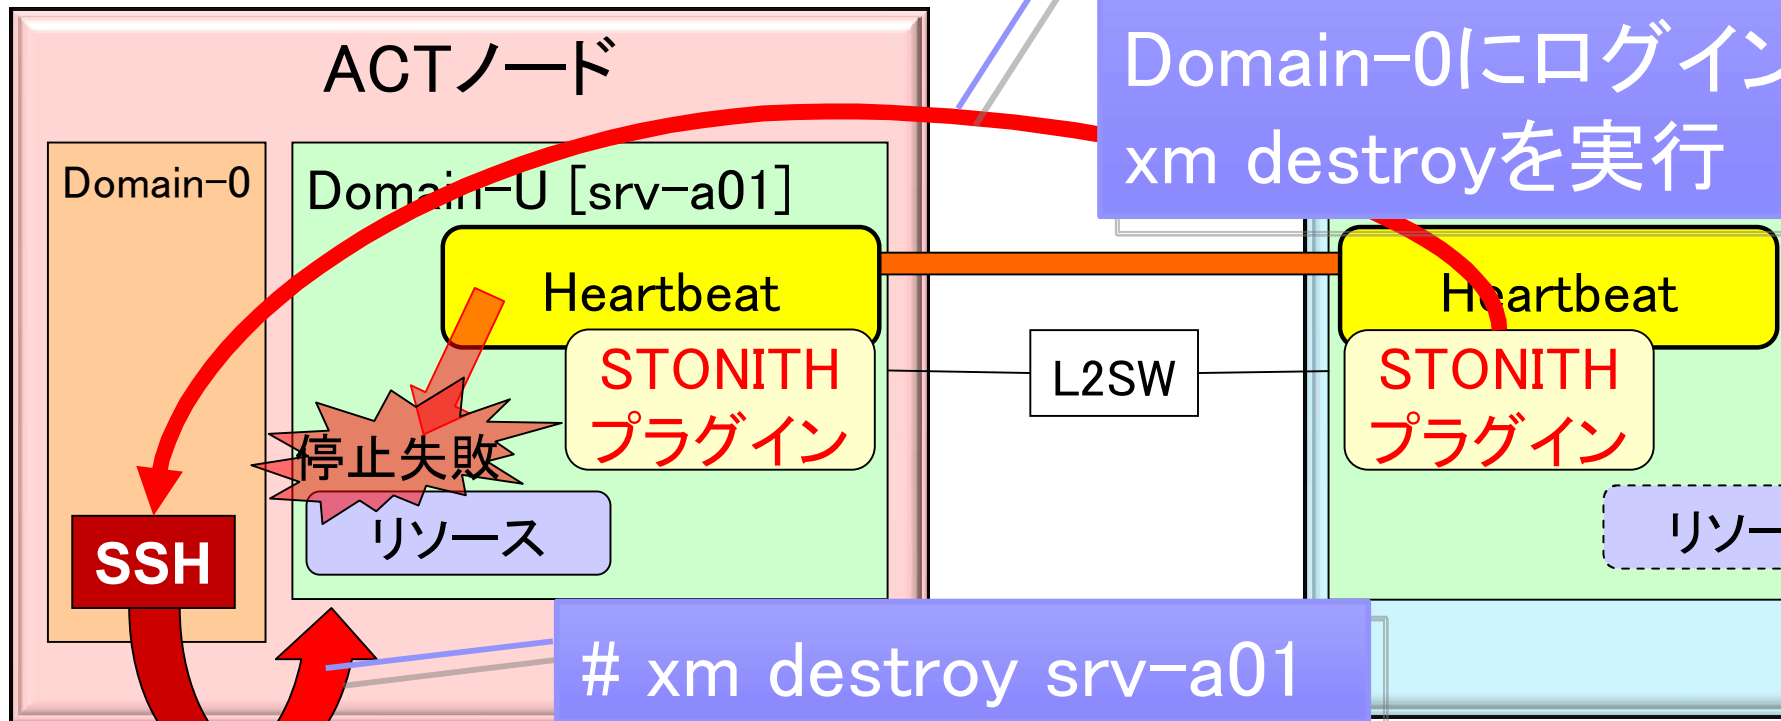 ACTノード
Domain-0にログイン
xm destroyを実行
Domain-0
Domain-U [srv-a01]
Heartbeat
Heartbeat
STONITH
プラグイン
L2SW
STONITH
プラグイン
停止失敗
リソース
リソー
SSH
# xm destroy srv-a01